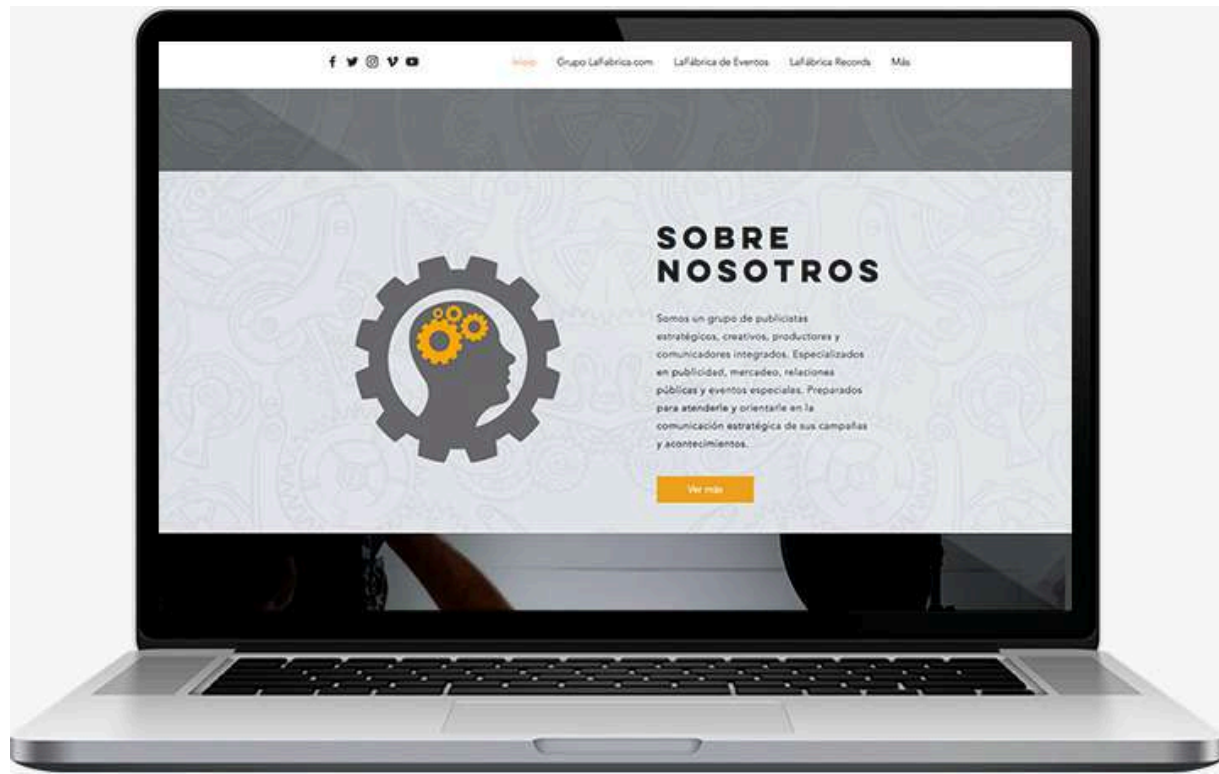 Inicio
Grupo LaFabrica.com
LaFábrica de Eventos
LaFábrica Records
Más
SOBRE
NOSOTROS
Somos un grupo de publicistas
estratégicos, creativos, productores y
comunicadores integrados. Especializados
en publicidad, mercadeo, relaciones
públicas y eventos especiales. Preparados
para atenderle y orientarle en la
comunicación estratégica de sus campañas
y acontecimientos.
Ver más